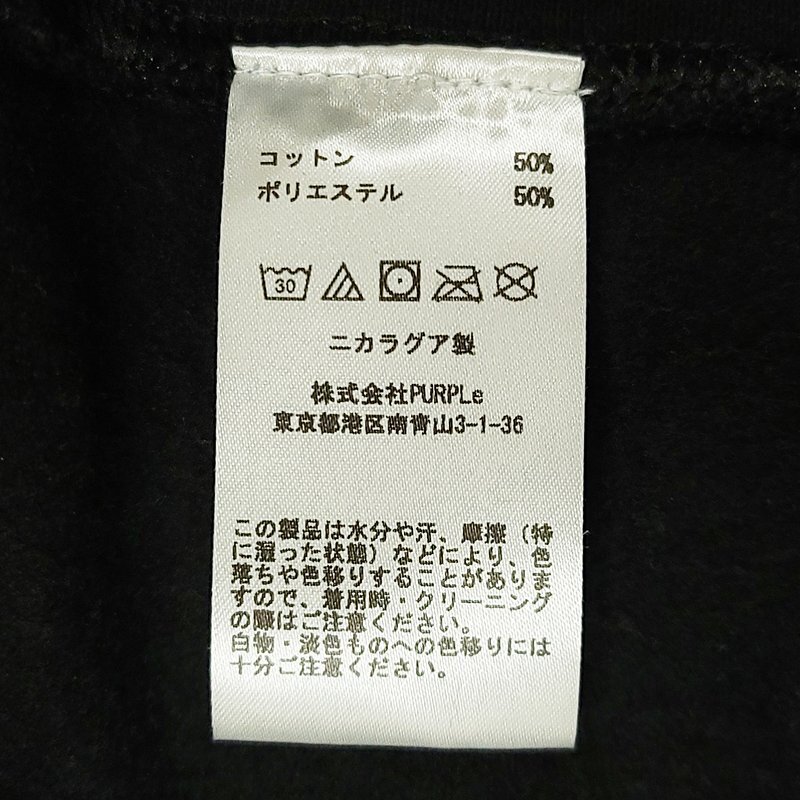 コットン 50%
ポリエステル 50%
30
ニカラグア製
株式会社PURPLe
東京都港区南青山3-1-36
この製品は水分や汗、摩擦（特
に湿った状態）などにより、色
落ちや色移りすることがありま
すので、着用時・クリーニング
の際はご注意ください。
白物・淡色ものへの色移りには
十分ご注意ください。